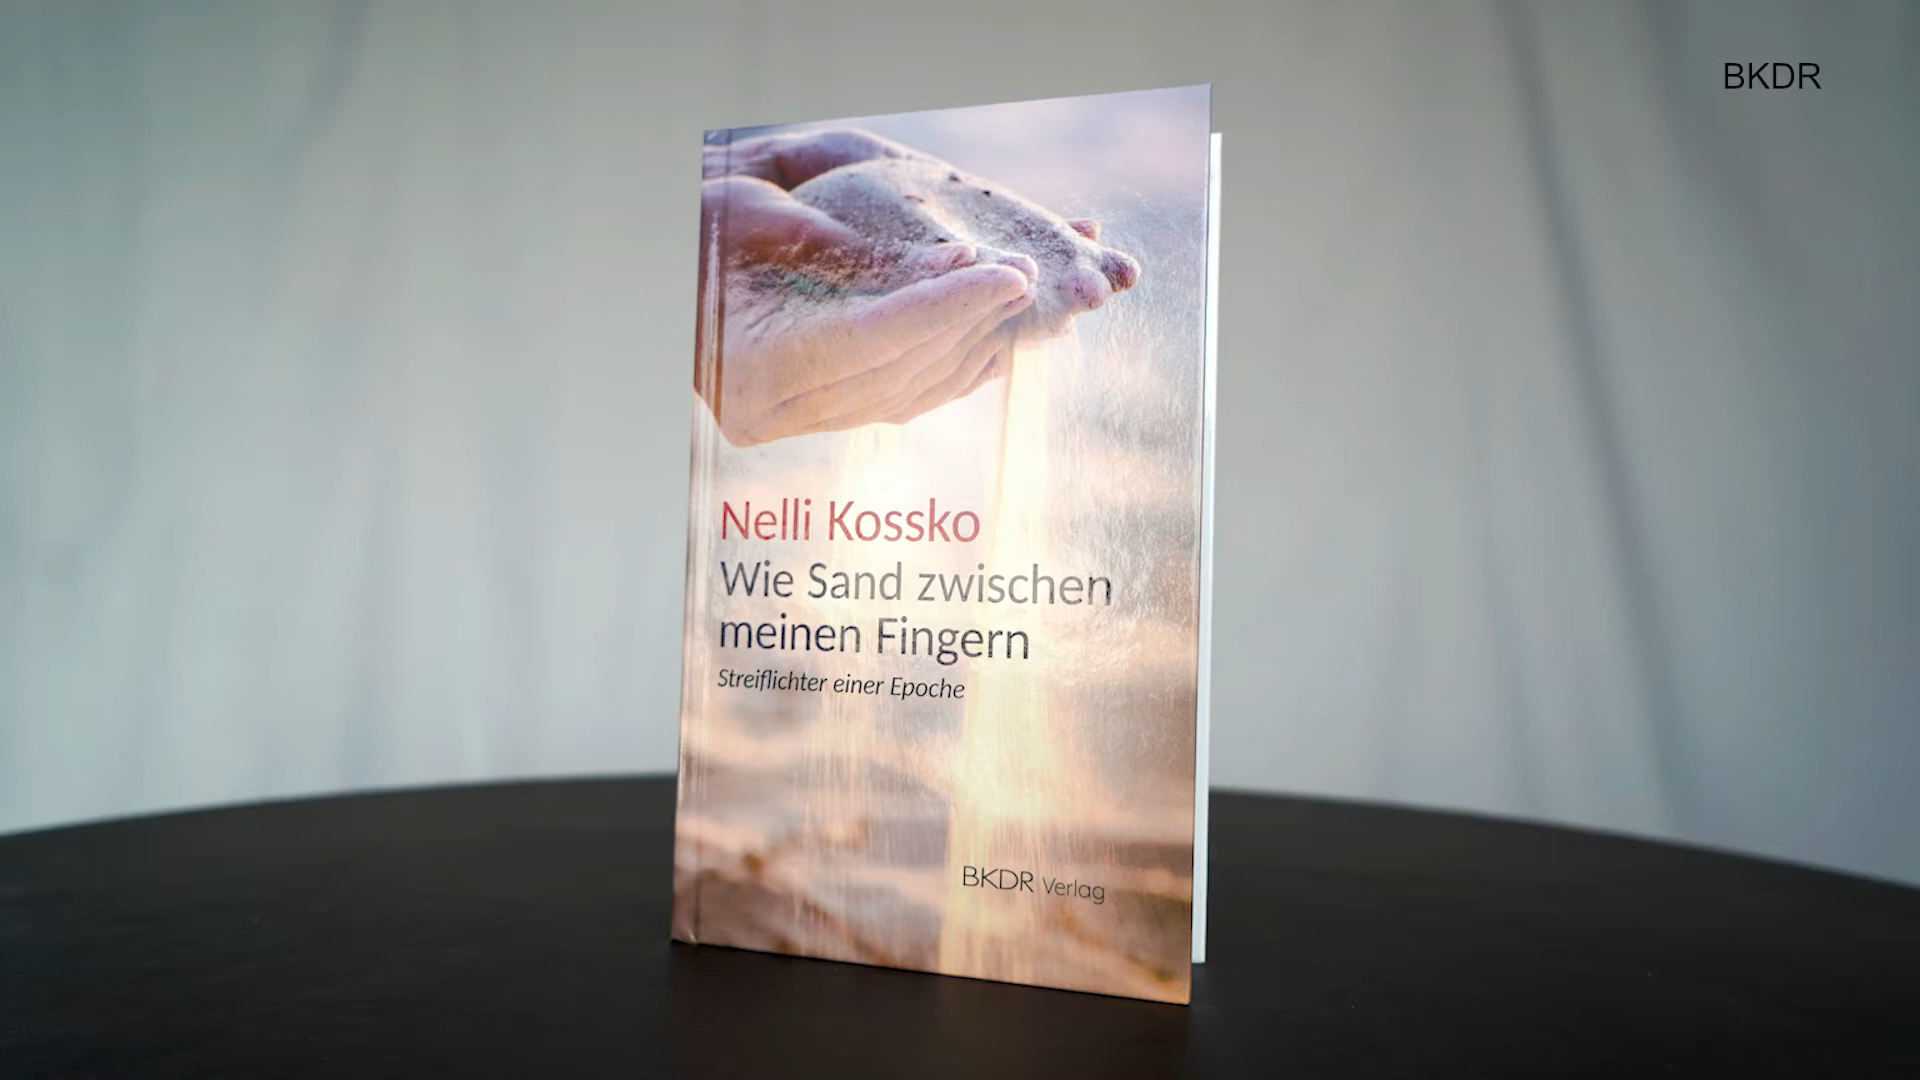 BKDR
Nelli Kossko
Wie Sand zwischen
meinen Fingern
Streiflichter einer Epoche
BKDR Verlag